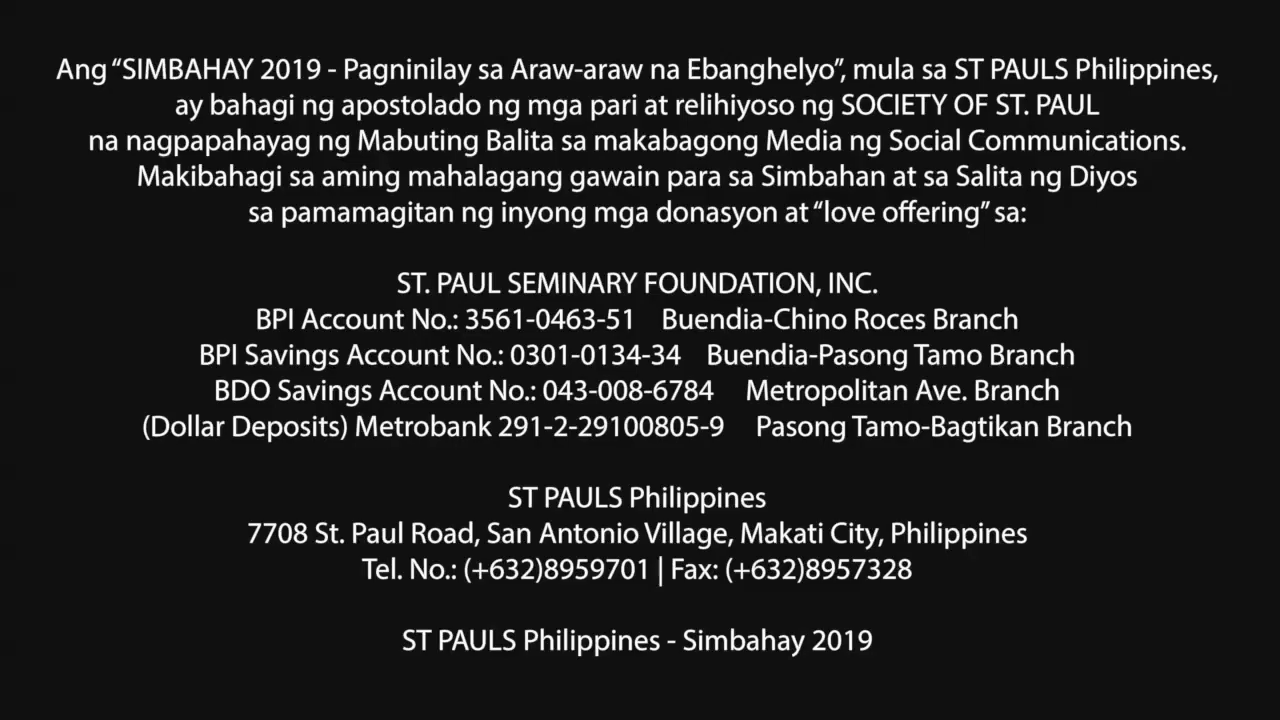 Ang “SIMBAHAY 2019 - Pagninilay sa Araw-araw na Ebanghelyo”, mula sa ST PAULS Philippines,
ay bahagi ng apostolado ng mga pari at relihiyoso ng SOCIETY OF ST. PAUL
na nagpapahayag ng Mabuting Balita sa makabagong Media ng Social Communications.
Makibahagi sa aming mahalagang gawain para sa Simbahan at sa Salita ng Diyos
sa pamamagitan ng inyong mga donasyon at “love offering” sa:
ST. PAUL SEMINARY FOUNDATION, INC.
BPI Account No.: 3561-0463-51 Buendia-Chino Roces Branch
BPI Savings Account No.: 0301-0134-34 Buendia-Pasong Tamo Branch
BDO Savings Account No.: 043-008-6784 Metropolitan Ave. Branch
(Dollar Deposits) Metrobank 291-2-29100805-9 Pasong Tamo-Bagtikan Branch
ST PAULS Philippines
7708 St. Paul Road, San Antonio Village, Makati City, Philippines
Tel. No.: (+632)8959701 | Fax: (+632)8957328
ST PAULS Philippines - Simbahay 2019